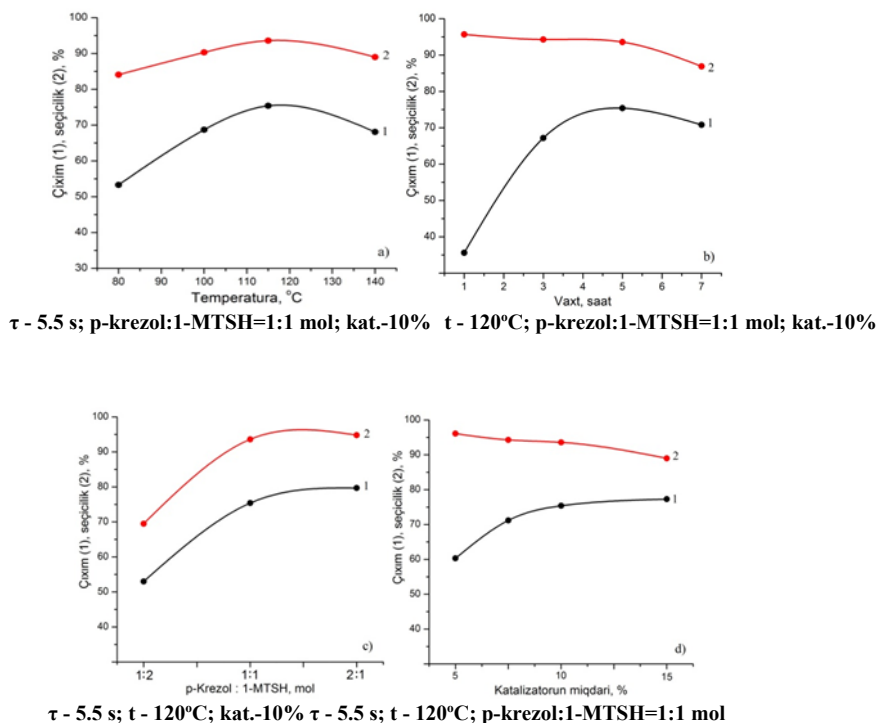 Çixim (1), seçicilik (2), %
100
90
80
70
60
50
40
30
2
1
a)
80 90 100 110 120 130 140
Temperatura, °C
Çıxım (1), seçicilik (2), %
100
90
80
70
60
50
40
2
1
b)
1 2 3 4 5 6 7
Vaxt, saat
τ - 5.5 s; p-krezol:1-MTSH=1:1 mol; kat.-10% t - 120ºC; p-krezol:1-MTSH=1:1 mol; kat.-10%
Çıxım (1), seçicilik (2), %
100
90
80
70
60
50
40
2
1
c)
1:2 1:1 2:1
p-Krezol : 1-MTSH, mol
Çıxım (1), seçicilik (2), %
100
90
80
70
60
50
40
2
1
d)
5 10 15
Katalizatorun miqdari, %
τ - 5.5 s; t - 120ºC; kat.-10% τ - 5.5 s; t - 120ºC; p-krezol:1-MTSH=1:1 mol